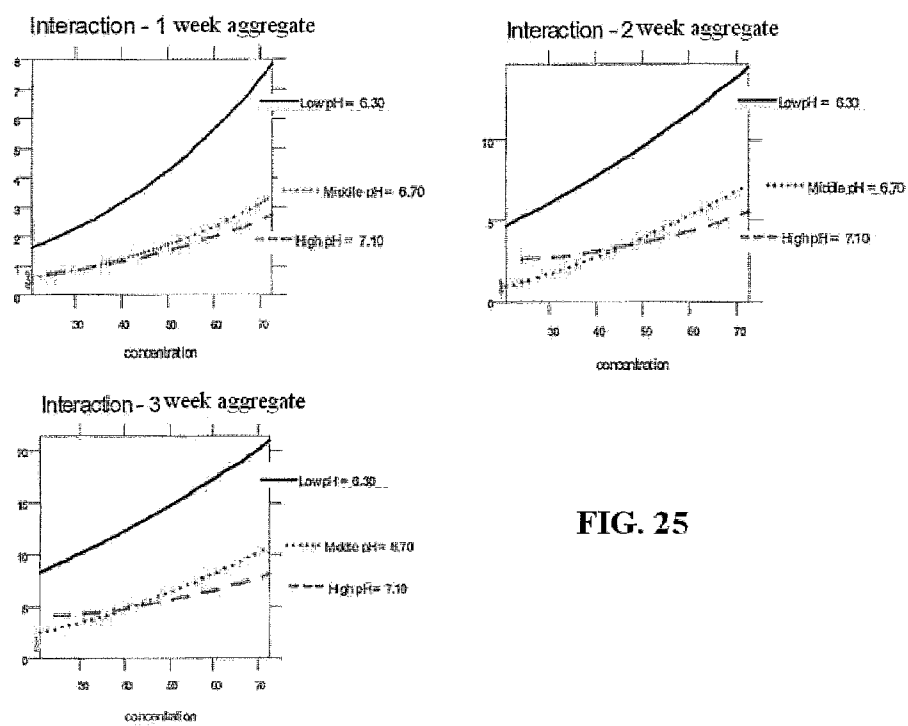 Interaction - 1 week aggregate
8
7
6
5
4
3
2
1
0
Low pH = 6.30
Middle pH = 6.70
High pH = 7.10
30 40 50 60 70
concentration
Interaction - 2 week aggregate
10
5
0
Low pH = 6.30
Middle pH = 6.70
High pH = 7.10
30 40 50 60 70
concentration
Interaction - 3 week aggregate
20
15
10
5
0
Low pH = 6.30
Middle pH = 6.70
High pH = 7.10
30 40 50 60 70
concentration
FIG. 25